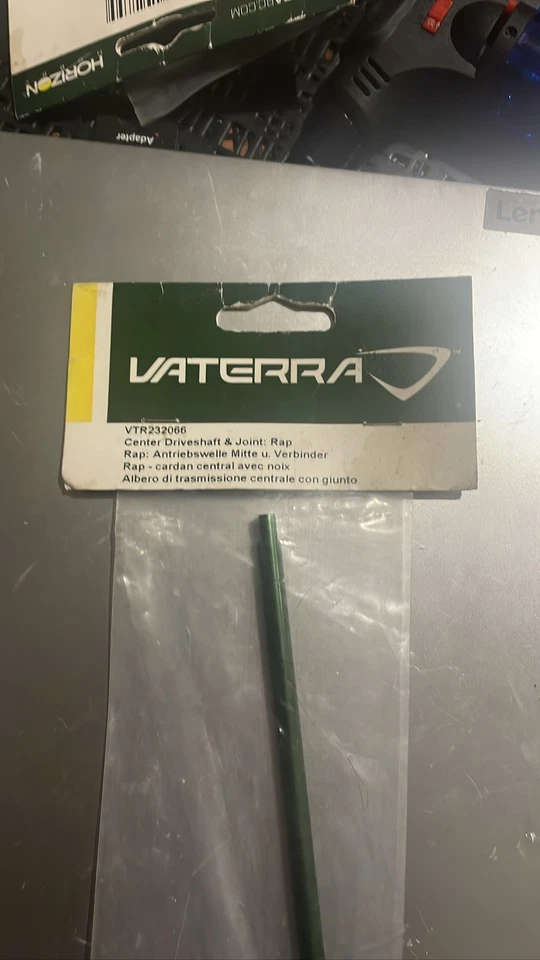 HORIZON
Adapter
Len
VATERRA
VTR232066
Center Driveshaft & Joint: Rap
Rap: Antriebswelle Mitte u. Verbinder
Rap - cardan central avec noix
Albero di trasmissione centrale con giunto